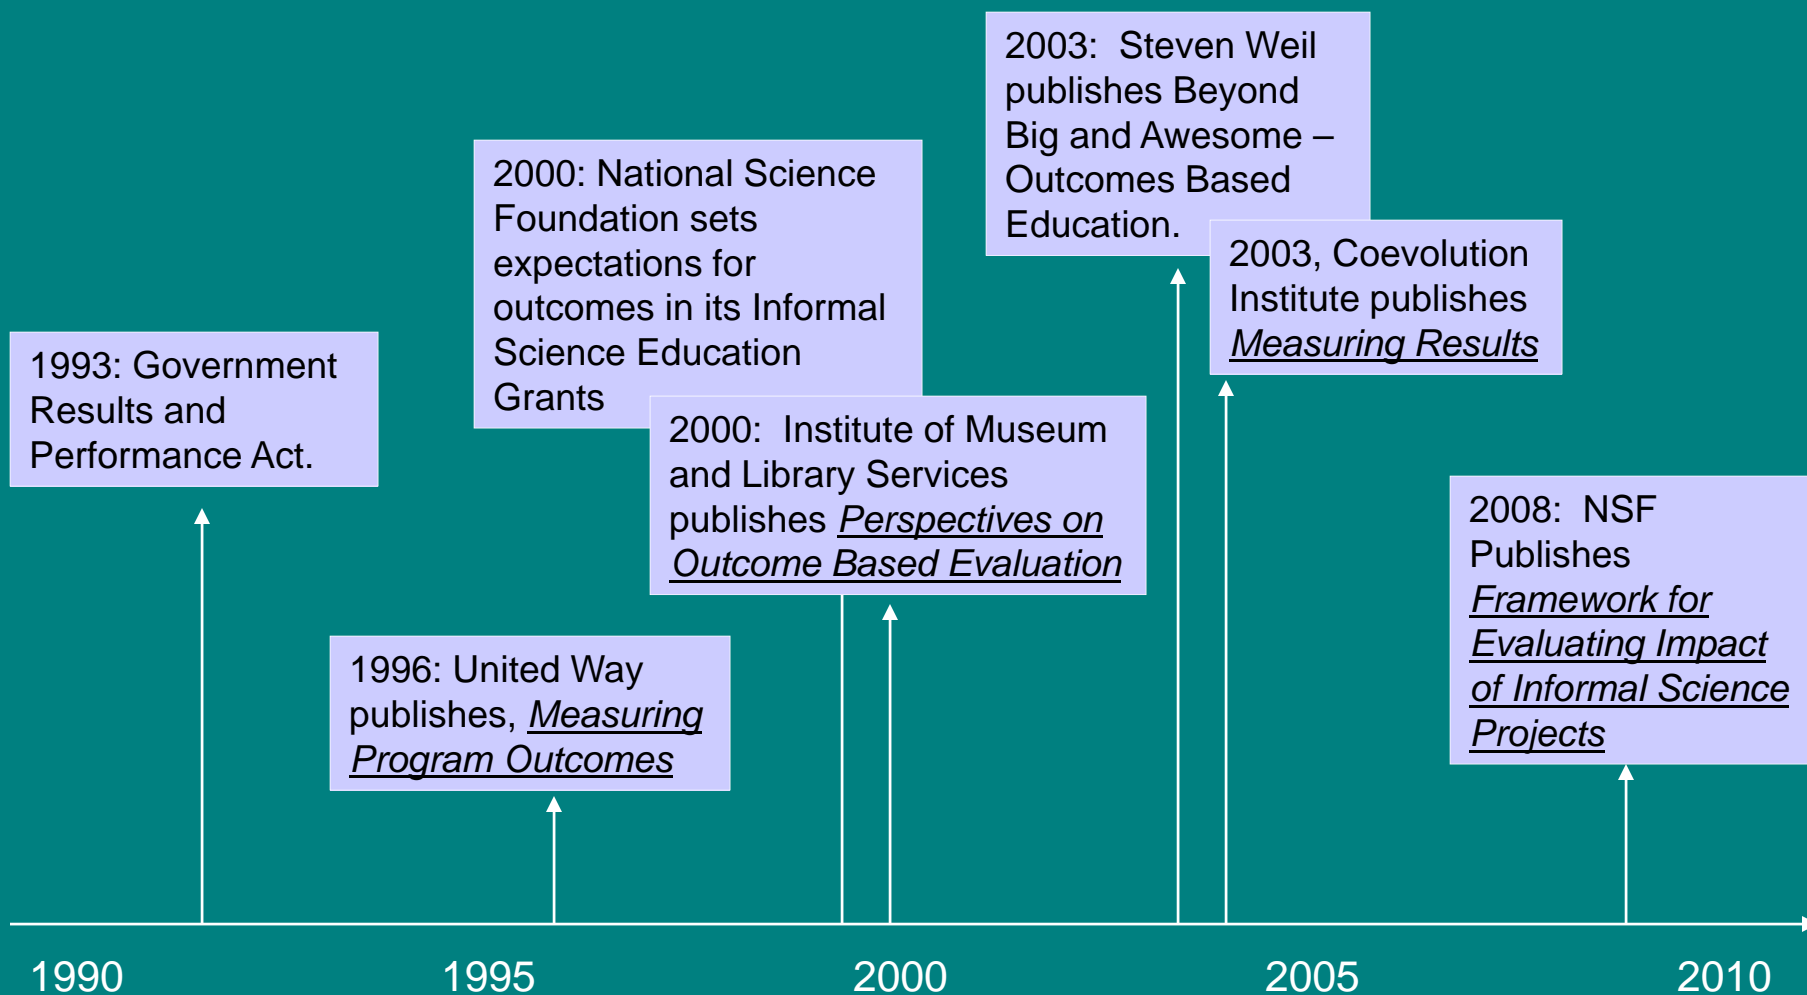 1993: Government
Results and
Performance Act.
1996: United Way
publishes, Measuring
Program Outcomes
2000: National Science
Foundation sets
expectations for
outcomes in its Informal
Science Education
Grants
2000:  Institute of Museum
and Library Services
publishes Perspectives on
Outcome Based Evaluation
2003:  Steven Weil
publishes Beyond
Big and Awesome –
Outcomes Based
Education.
2003, Coevolution
Institute publishes
Measuring Results
2008:  NSF
Publishes
Framework for
Evaluating Impact
of Informal Science
Projects
1990
1995
2000
2005
2010